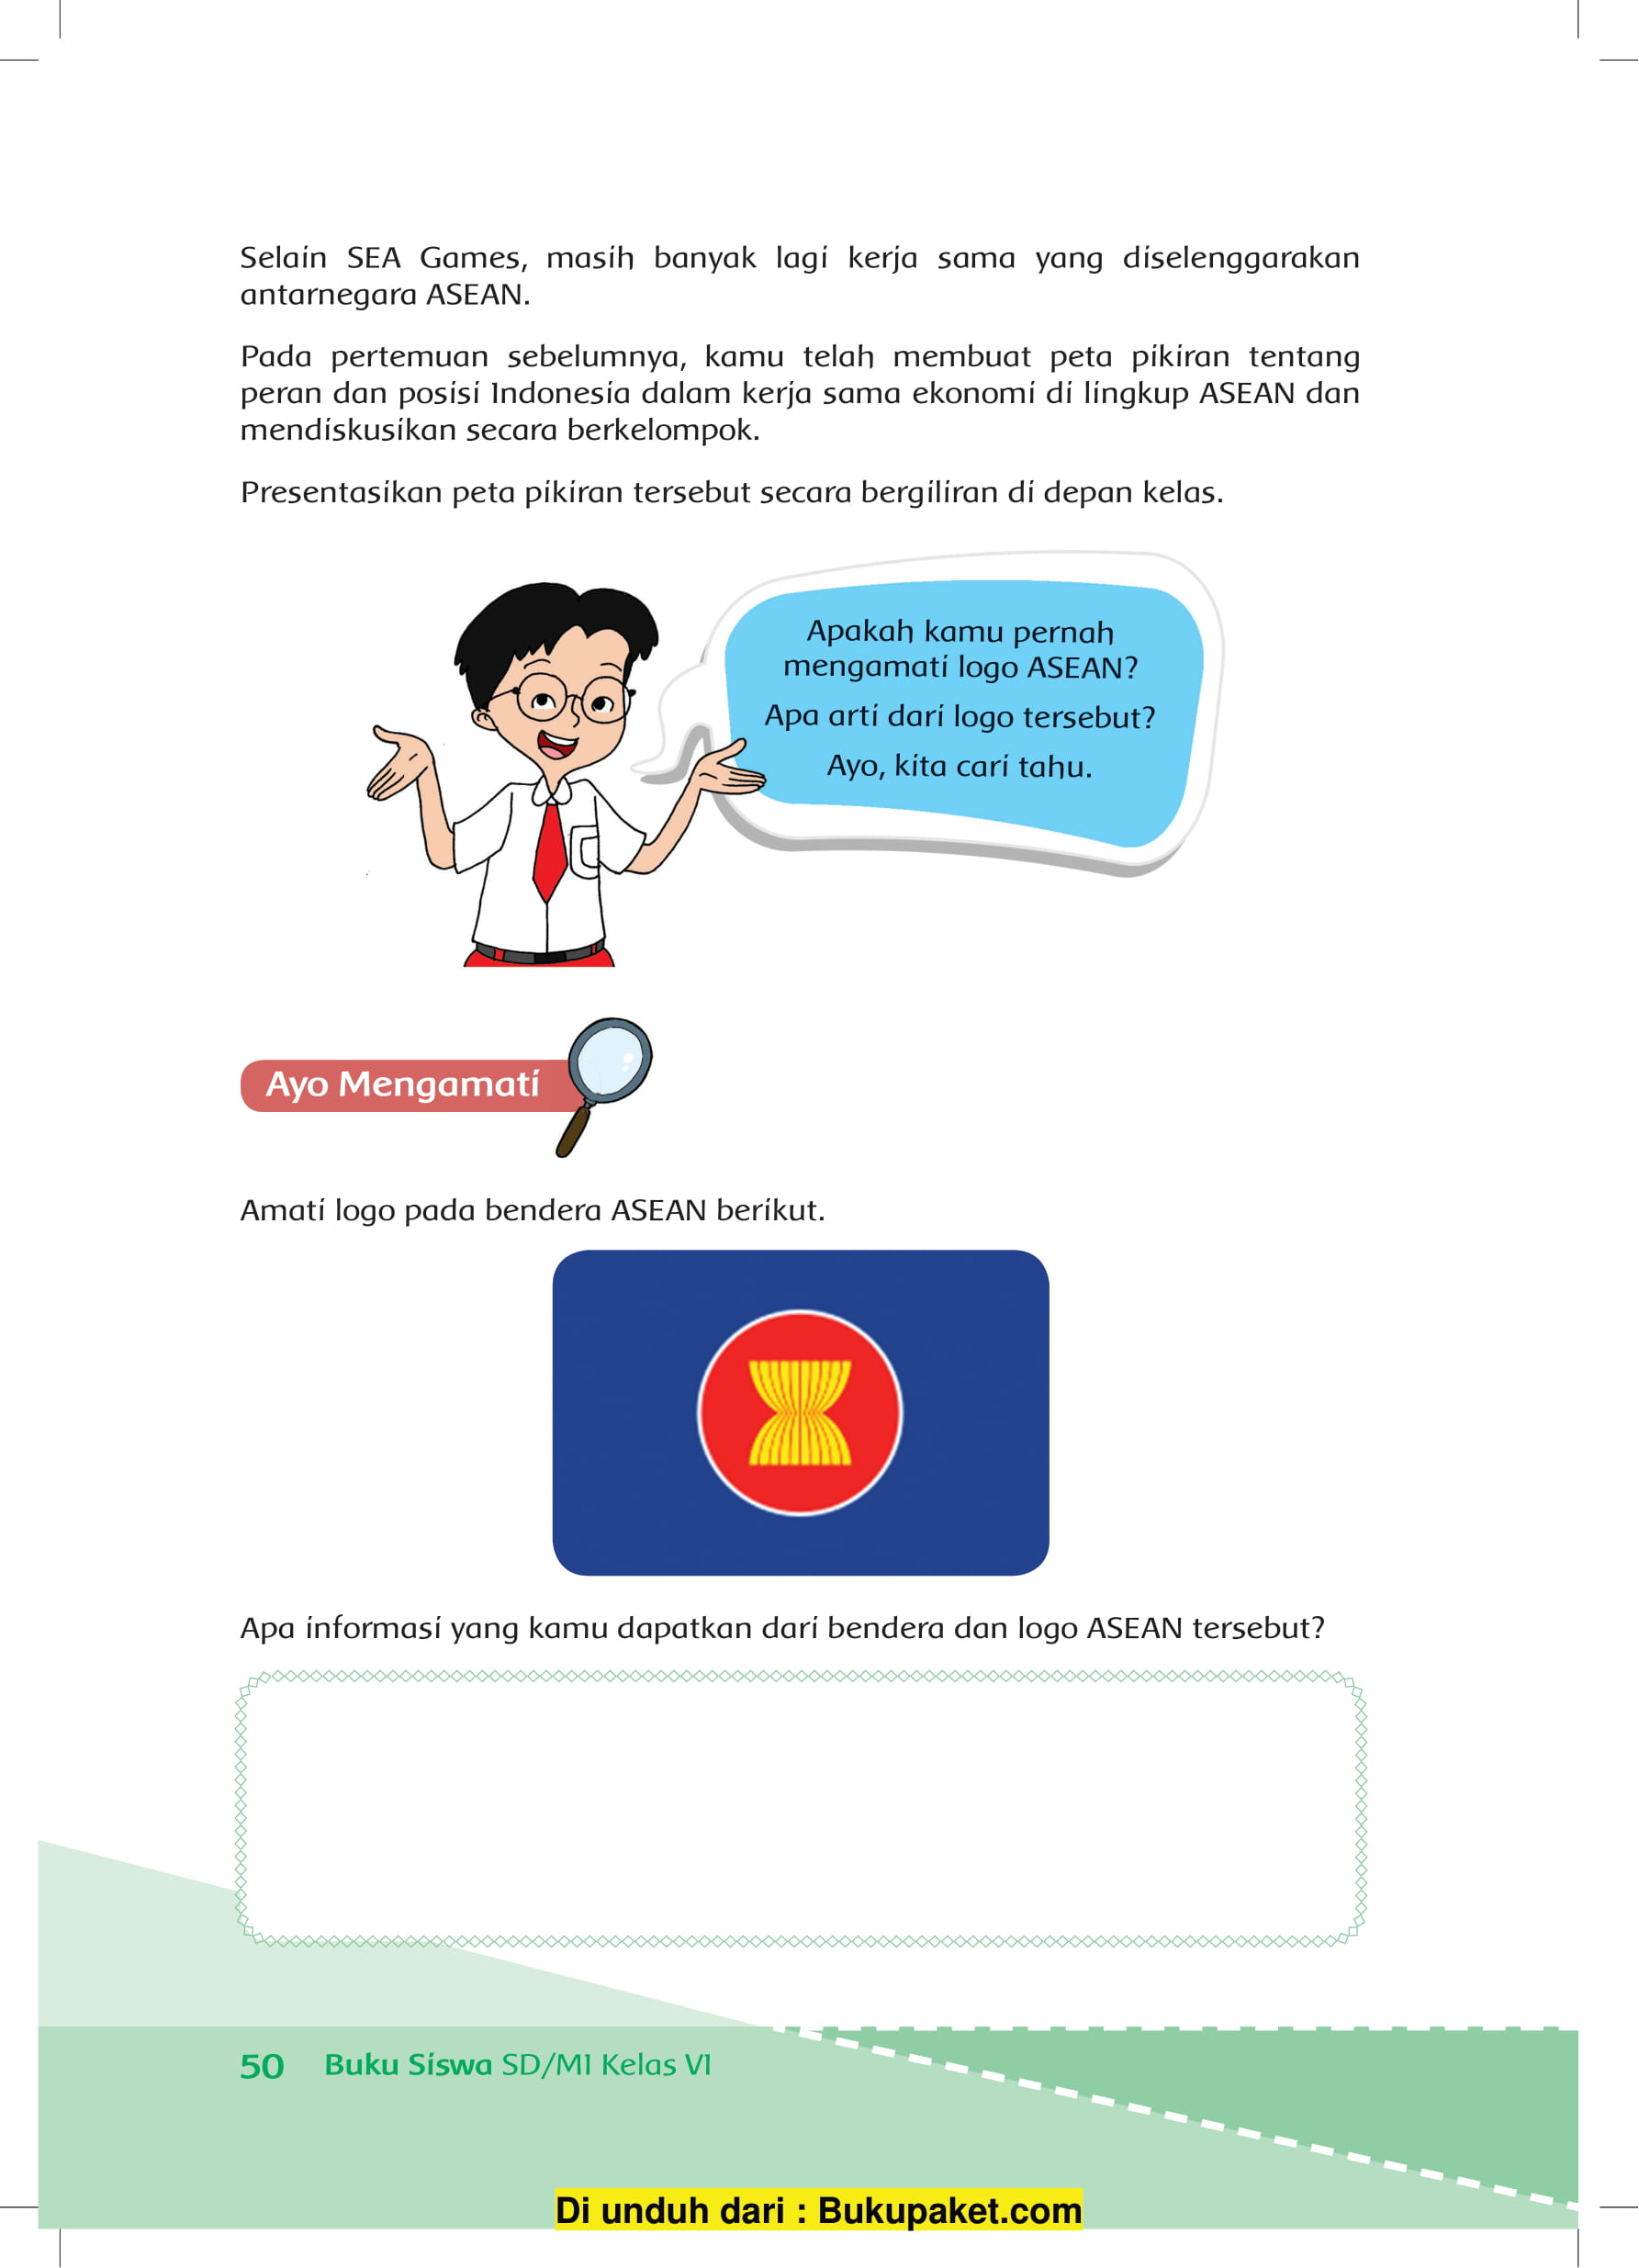 Selain SEA Games, masih banyak lagi kerja sama yang diselenggarakan
antarnegara ASEAN.
Pada pertemuan sebelumnya, kamu telah membuat peta pikiran tentang
peran dan posisi Indonesia dalam kerja sama ekonomi di lingkup ASEAN dan
mendiskusikan secara berkelompok.
Presentasikan peta pikiran tersebut secara bergiliran di depan kelas.
Apakah kamu pernah
mengamati logo ASEAN?
Apa arti dari logo tersebut?
Ayo, kita cari tahu.
Ayo Mengamati
Amati logo pada bendera ASEAN berikut.
Apa informasi yang kamu dapatkan dari bendera dan logo ASEAN tersebut?
50 Buku Siswa SD/MI Kelas VI
Di unduh dari : Bukupaket.com